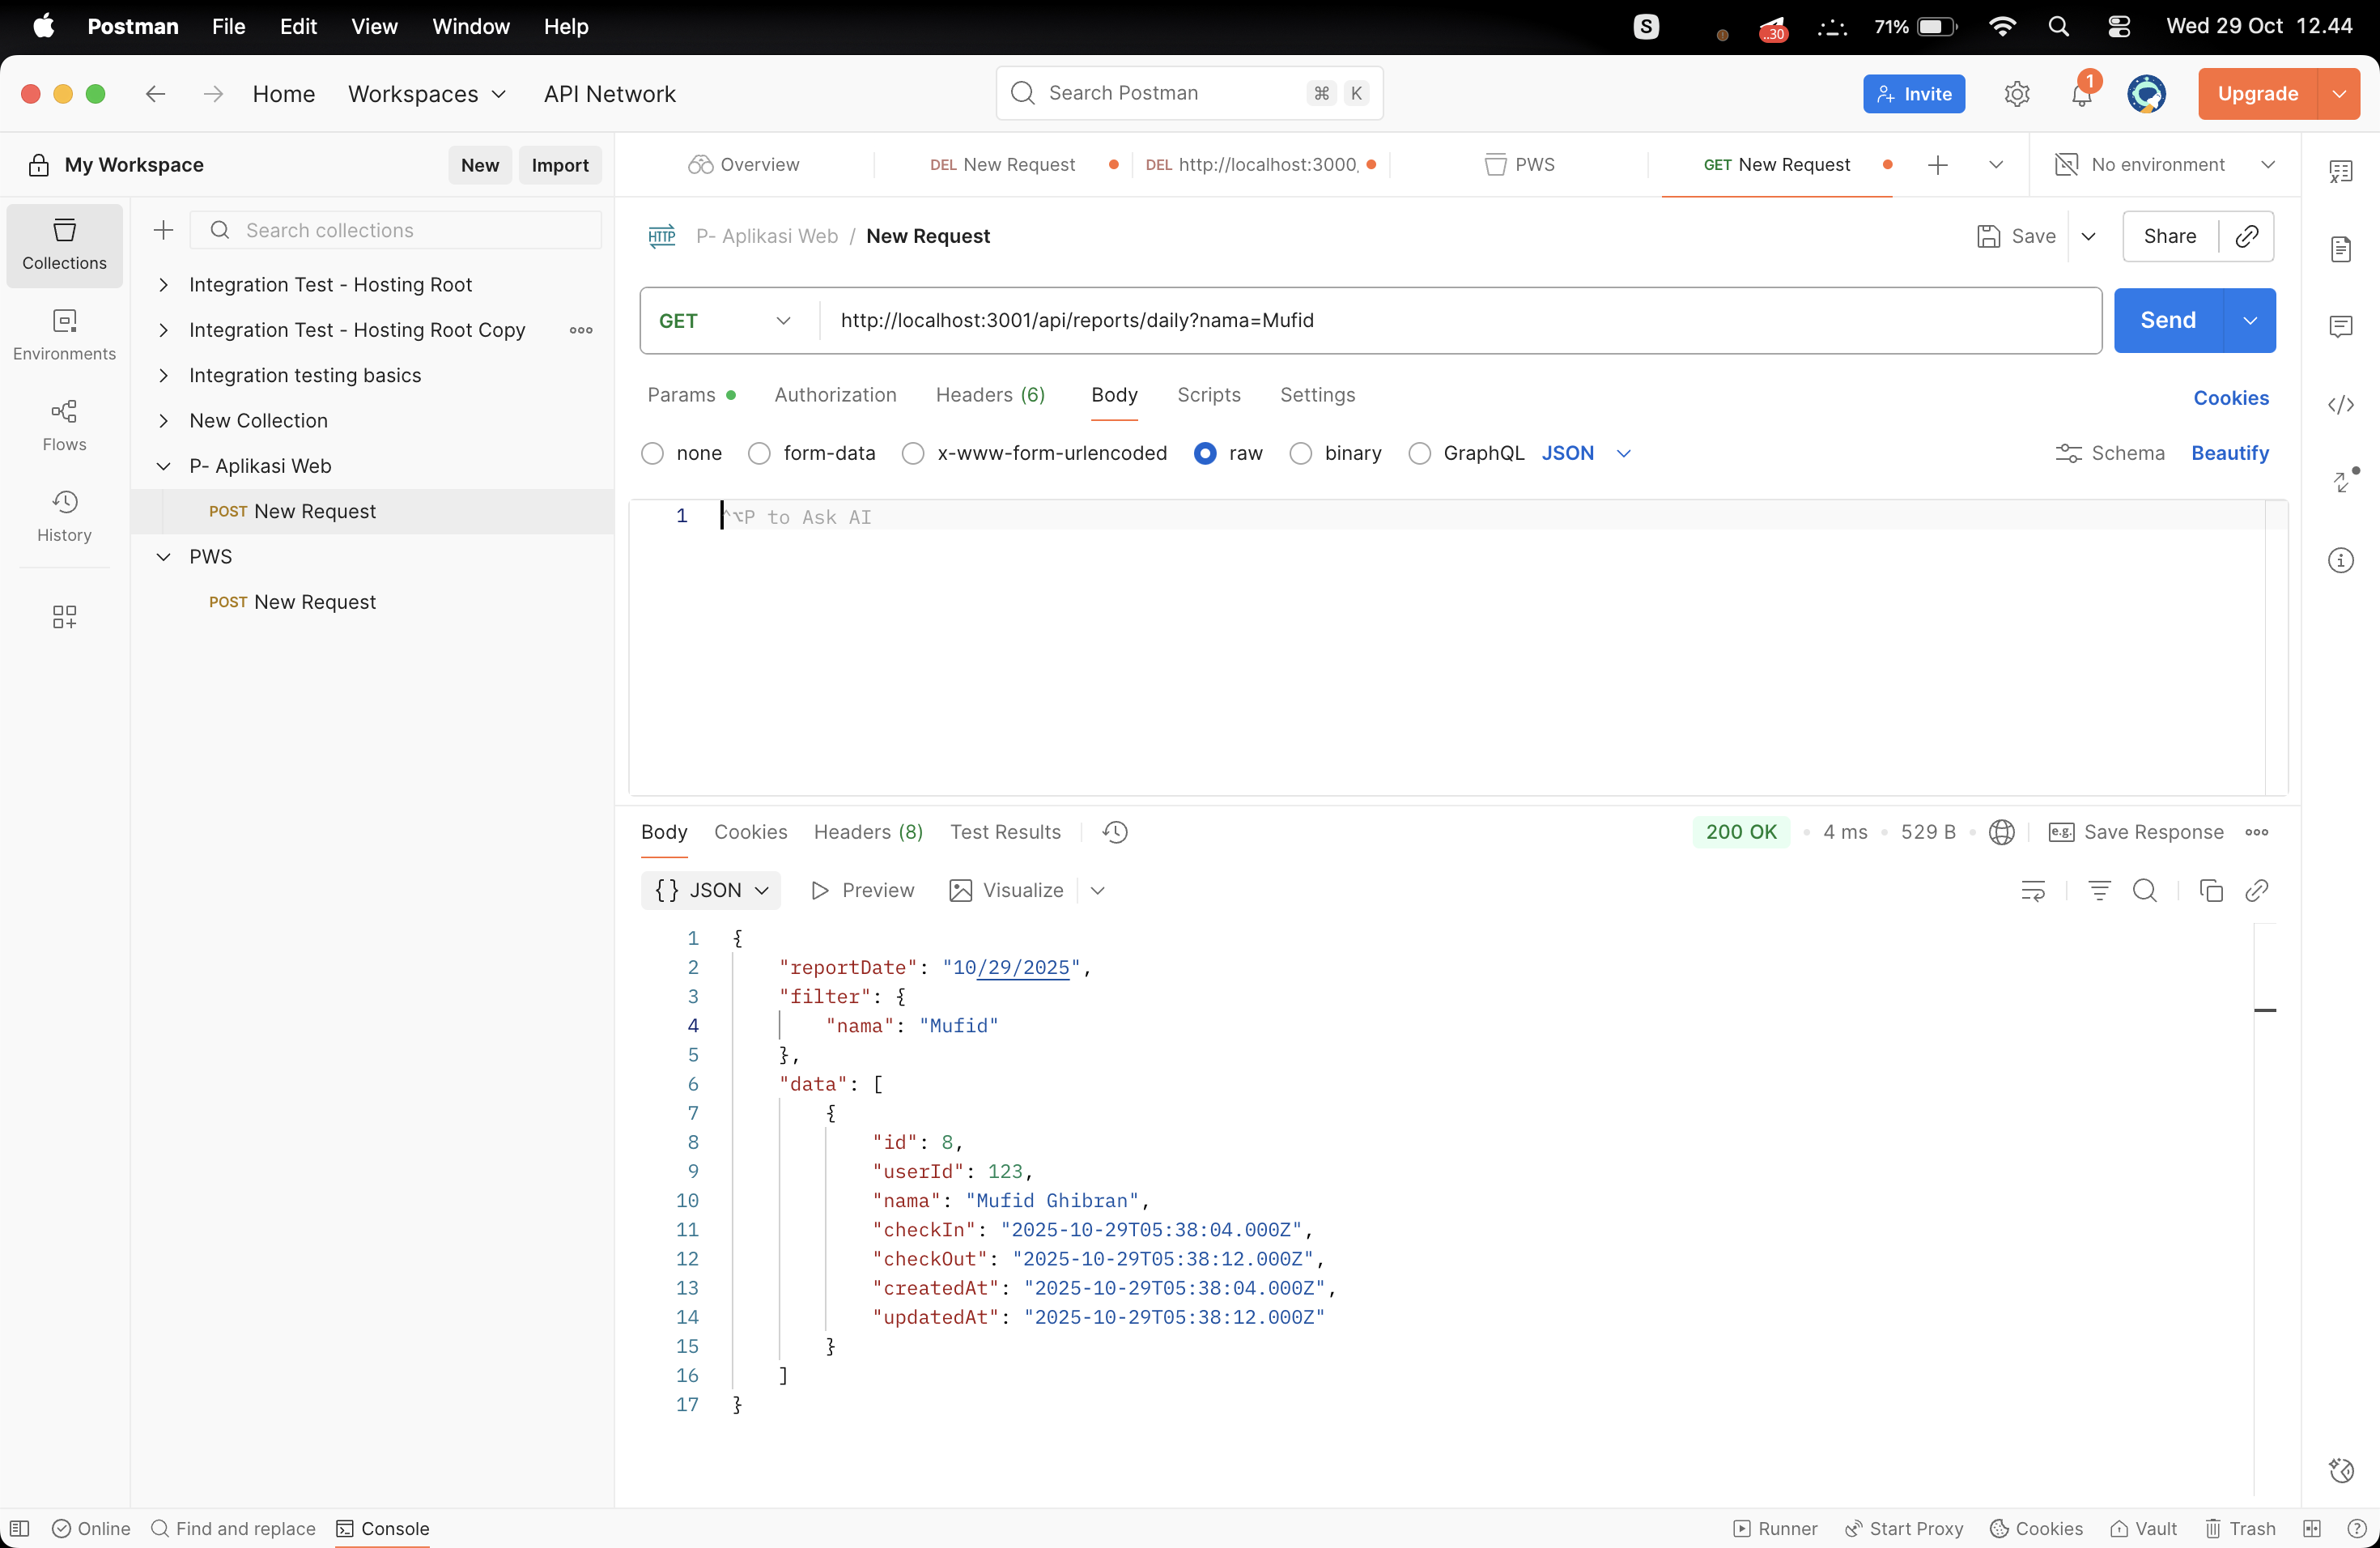 Postman File Edit View Window Help
S ..30 71% Wed 29 Oct 12.44
Home Workspaces API Network
Search Postman ⌘ K
Invite 1 Upgrade
My Workspace New Import
Overview DEL New Request DEL http://localhost:3000, PWS GET New Request No environment
Collections
Environments
Flows
History
Search collections
Integration Test - Hosting Root
Integration Test - Hosting Root Copy
Integration testing basics
New Collection
P- Aplikasi Web
POST New Request
PWS
POST New Request
HTTP P- Aplikasi Web / New Request Save Share
GET http://localhost:3001/api/reports/daily?nama=Mufid Send
Params Authorization Headers (6) Body Scripts Settings Cookies
none form-data x-www-form-urlencoded raw binary GraphQL JSON Schema Beautify
1 ^⌥P to Ask AI
Body Cookies Headers (8) Test Results 200 OK 4 ms 529 B e.g. Save Response
{} JSON Preview Visualize
1 {
2 "reportDate": "10/29/2025",
3 "filter": {
4 "nama": "Mufid"
5 },
6 "data": [
7 {
8 "id": 8,
9 "userId": 123,
10 "nama": "Mufid Ghibran",
11 "checkIn": "2025-10-29T05:38:04.000Z",
12 "checkOut": "2025-10-29T05:38:12.000Z",
13 "createdAt": "2025-10-29T05:38:04.000Z",
14 "updatedAt": "2025-10-29T05:38:12.000Z"
15 }
16 ]
17 }
Online Find and replace Console Runner Start Proxy Cookies Vault Trash